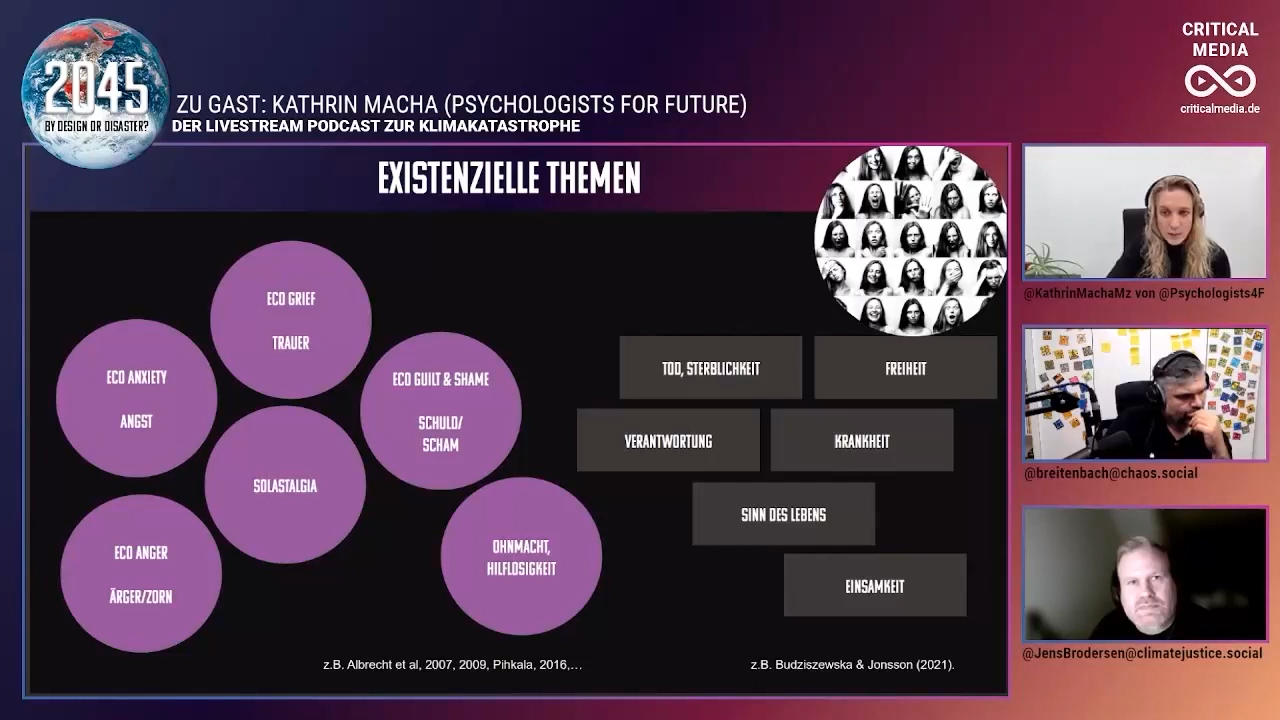 2045
BY DESIGN OR DISASTER?
ZU GAST: KATHRIN MACHA (PSYCHOLOGISTS FOR FUTURE)
DER LIVESTREAM PODCAST ZUR KLIMAKATASTROPHE
CRITICAL
MEDIA
criticalmedia.de
EXISTENZIELLE THEMEN
ECO GRIEF
TRAUER
ECO ANXIETY
ANGST
ECO GUILT & SHAME
SCHULD/
SCHAM
SOLASTALGIA
ECO ANGER
ÄRGER/ZORN
OHNMACHT,
HILFLOSIGKEIT
TOD, STERBLICHKEIT
FREIHEIT
VERANTWORTUNG
KRANKHEIT
SINN DES LEBENS
EINSAMKEIT
z.B. Albrecht et al, 2007, 2009, Pihkala, 2016,...
z.B. Budziszewska & Jonsson (2021).
@KathrinMachaMz von @Psychologists4F
@breitenbach@chaos.social
@JensBrodersen@climatejustice.social